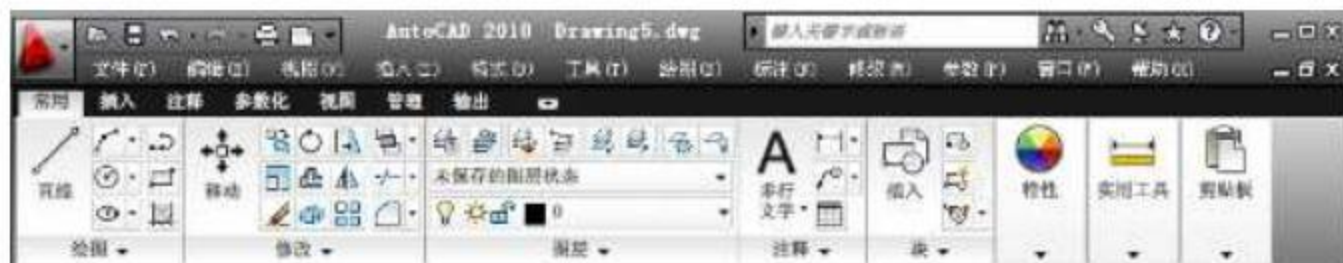 AutoCAD 2010 Drawing5.dwg 键入关键字或短语
文件(F) 编辑(E) 视图(V) 插入(I) 格式(O) 工具(T) 绘图(D) 标注(N) 修改(M) 参数(P) 窗口(W) 帮助(H)
常用 插入 注释 参数化 视图 管理 输出
直线 移动 未保存的图层状态 A 多行文字 插入 特性 实用工具 剪贴板
0
绘图 修改 图层 注释 块